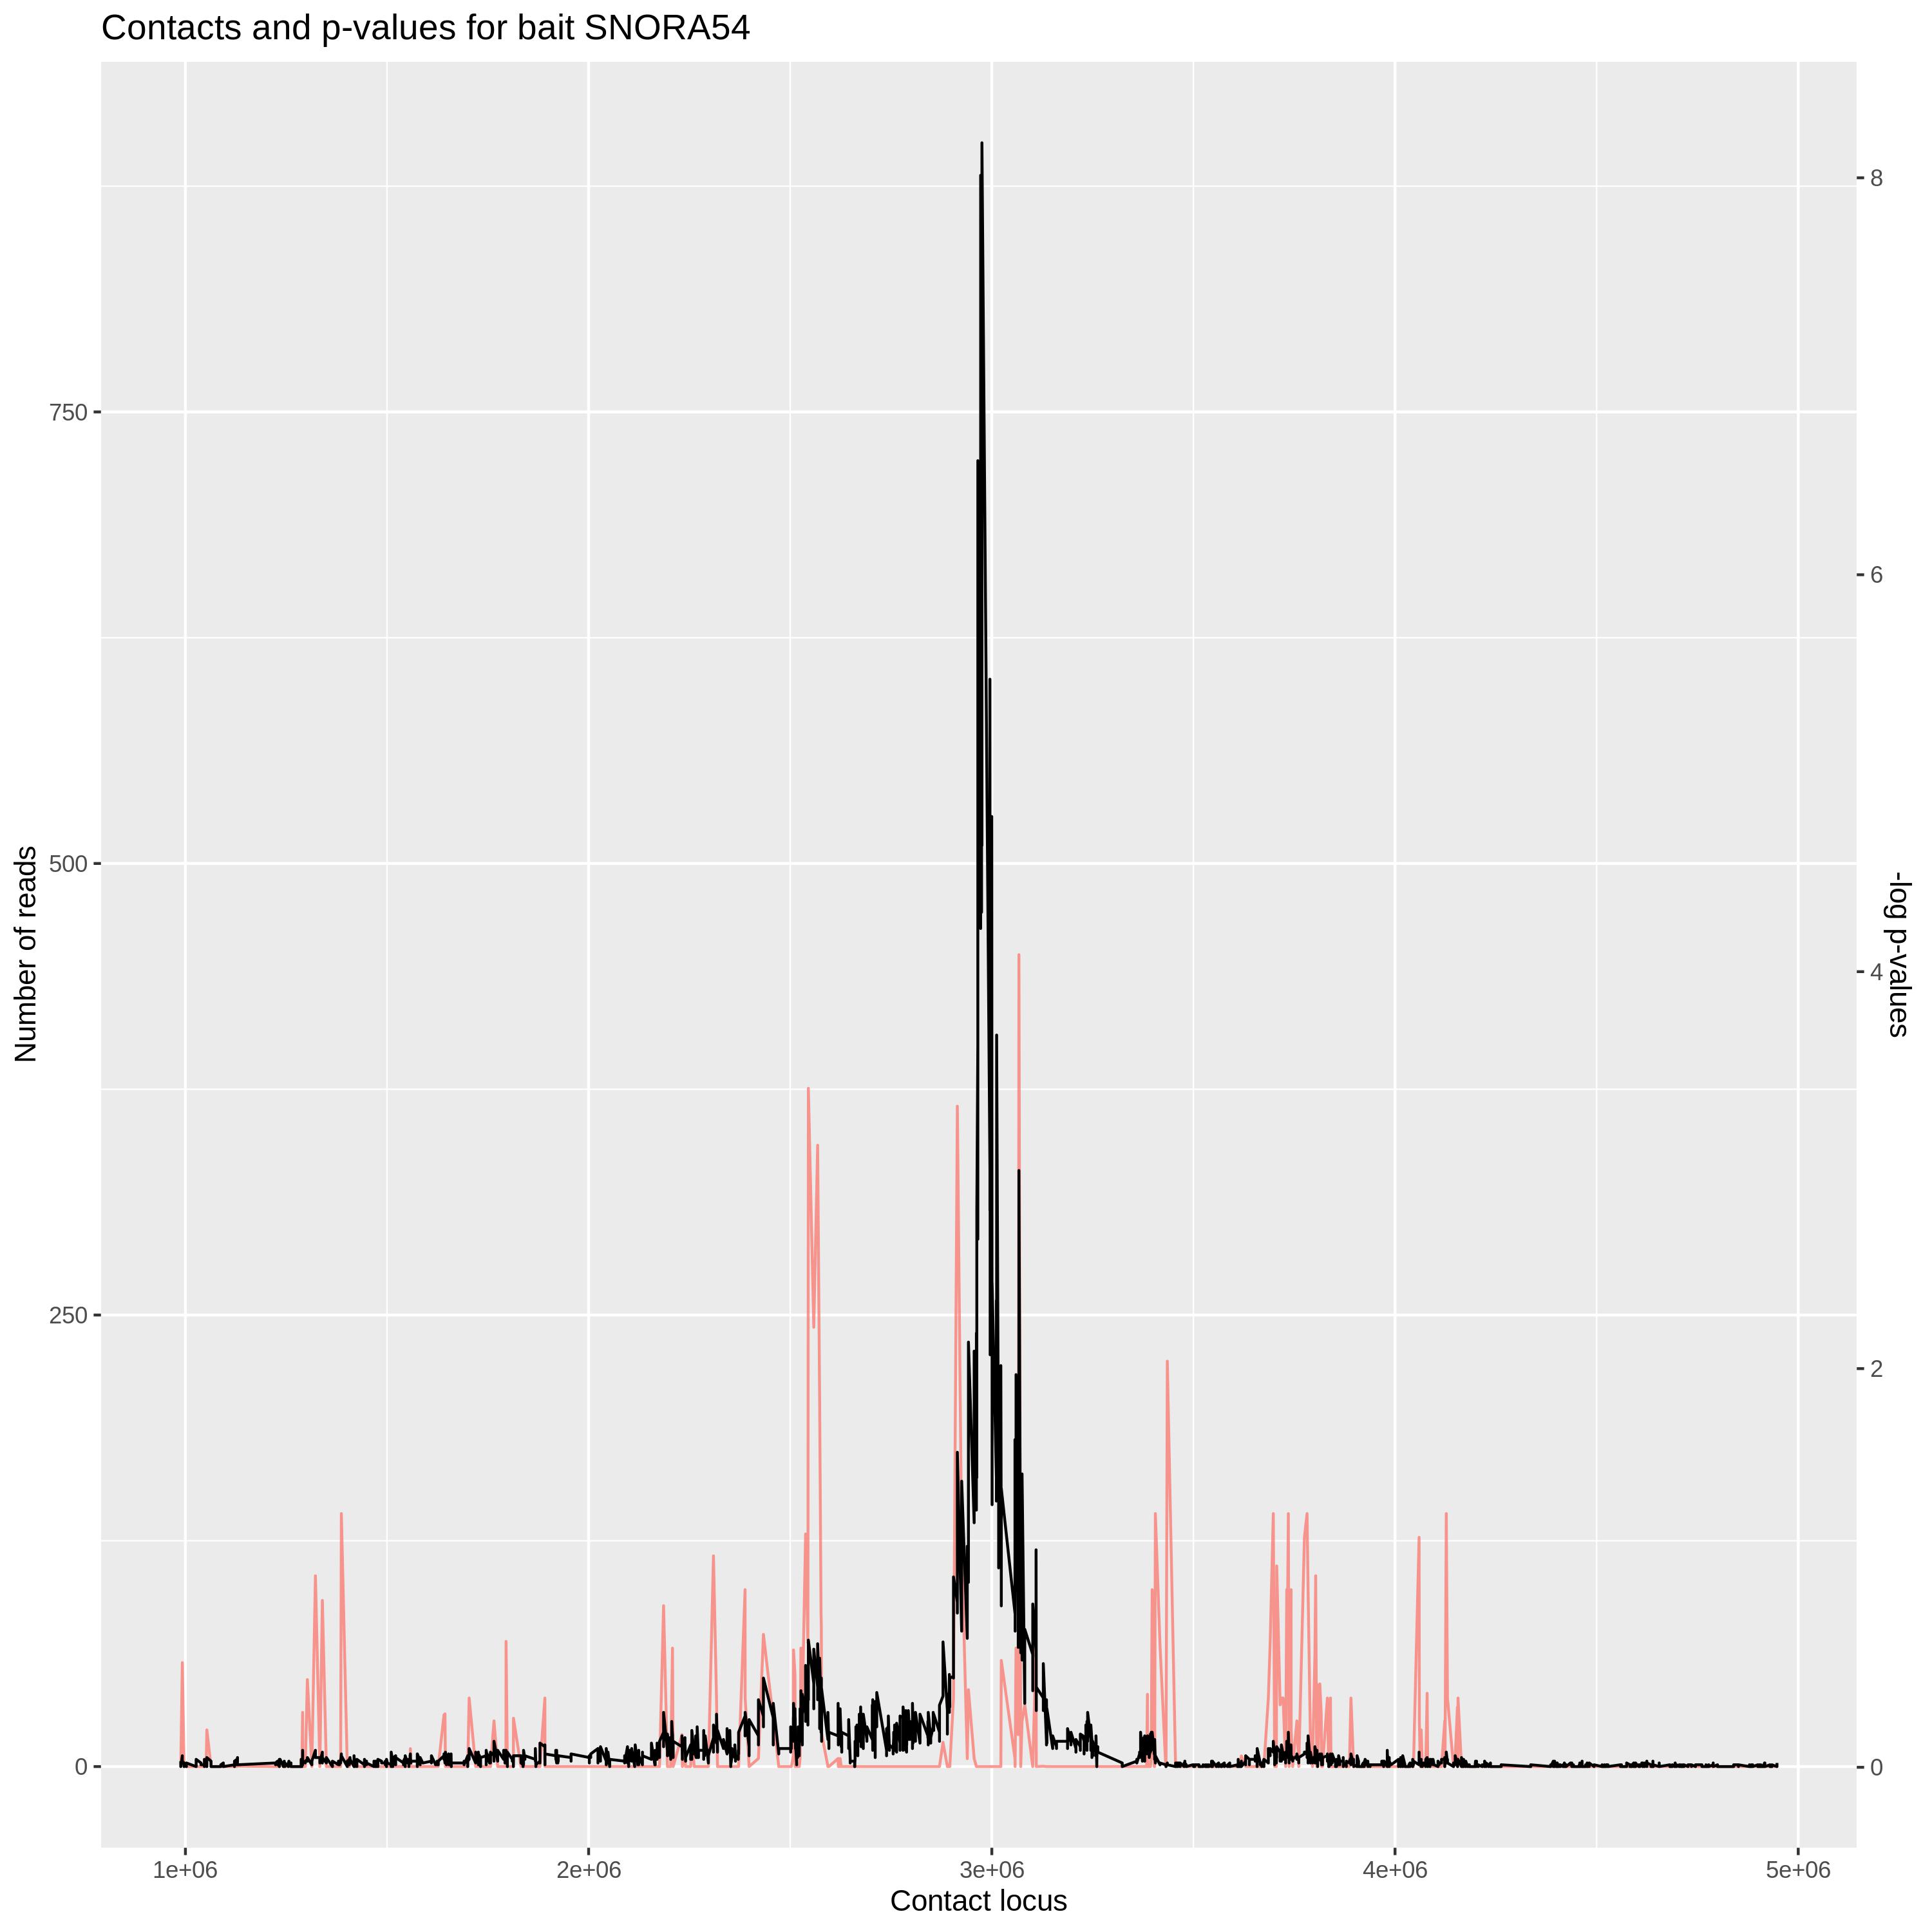 Contacts and p-values for bait SNORA54
Number of reads
750
500
250
0
8
6
4
2
0
-log p-values
1e+06
2e+06
3e+06
4e+06
5e+06
Contact locus